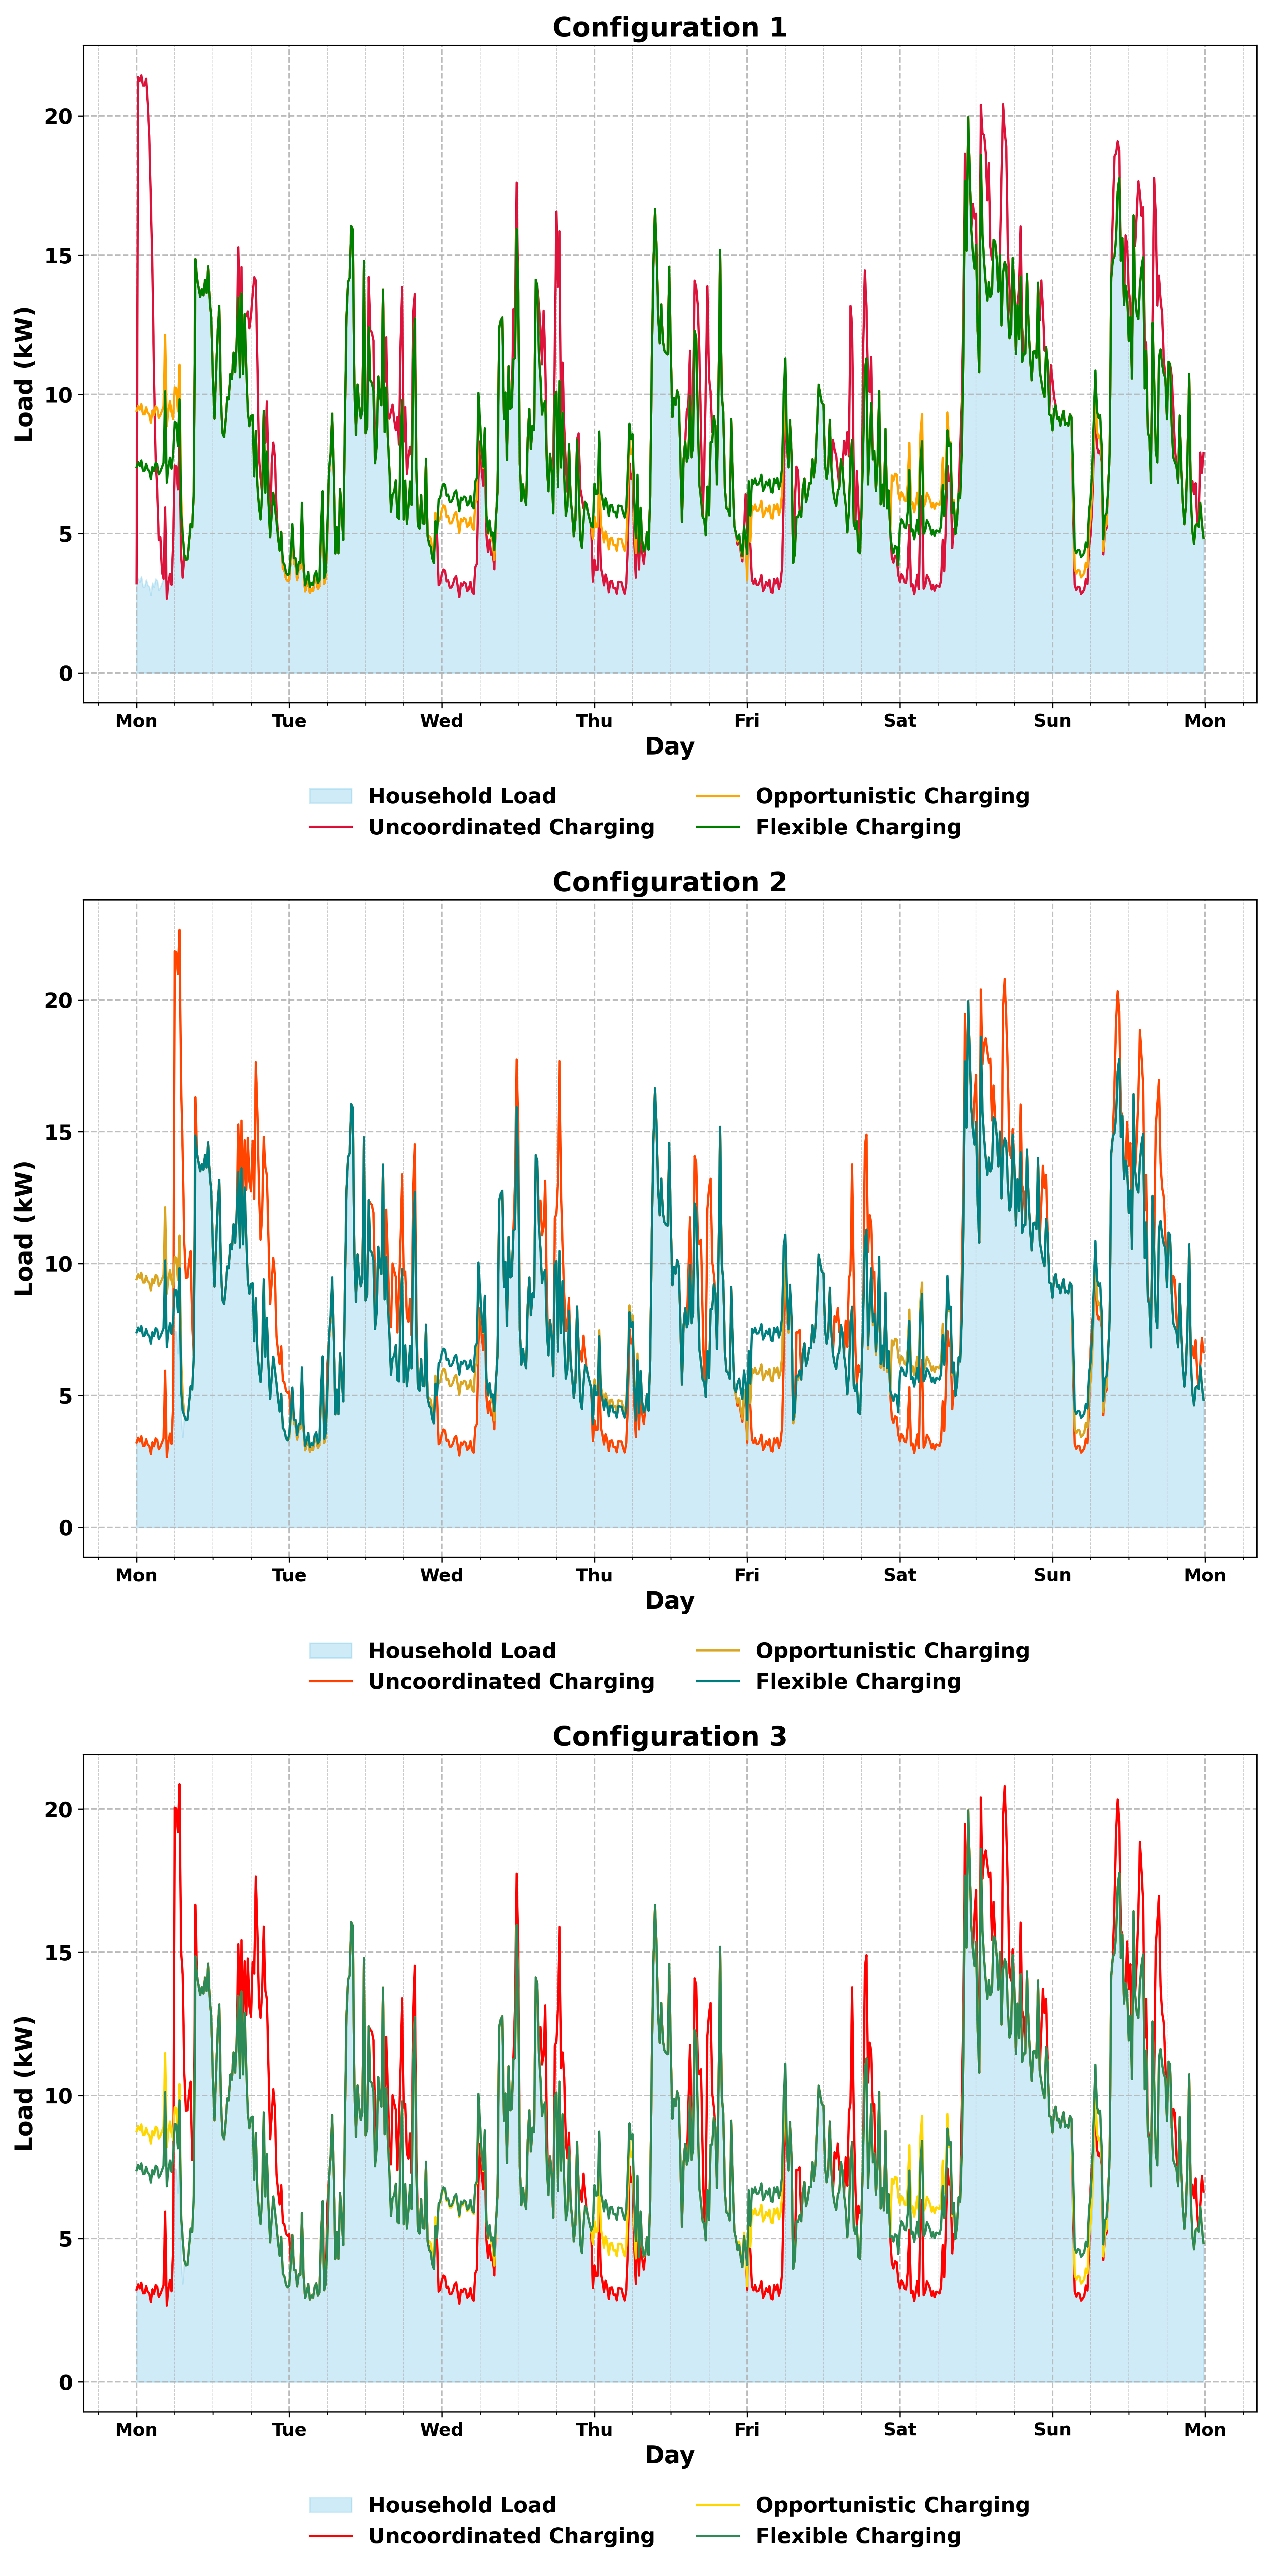 Configuration 1
Load (kW)
20
15
10
5
0
Mon Tue Wed Thu Fri Sat Sun Mon
Day
Household Load
Uncoordinated Charging
Opportunistic Charging
Flexible Charging
Configuration 2
Load (kW)
20
15
10
5
0
Mon Tue Wed Thu Fri Sat Sun Mon
Day
Household Load
Uncoordinated Charging
Opportunistic Charging
Flexible Charging
Configuration 3
Load (kW)
20
15
10
5
0
Mon Tue Wed Thu Fri Sat Sun Mon
Day
Household Load
Uncoordinated Charging
Opportunistic Charging
Flexible Charging